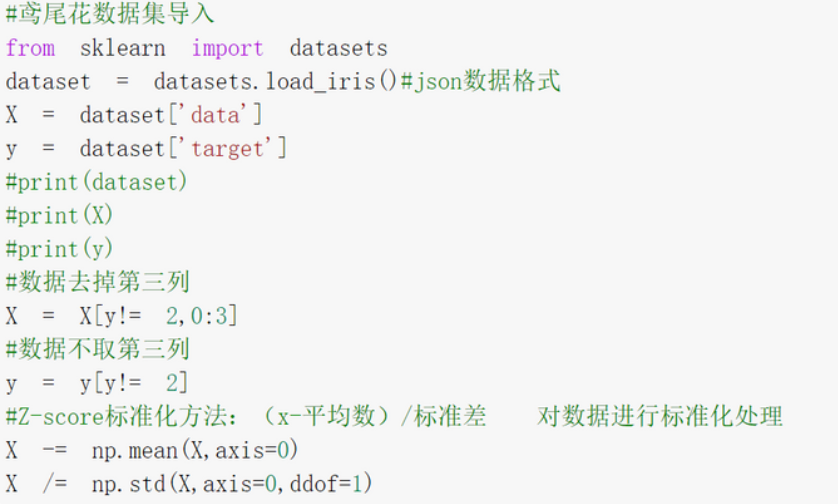 #鸢尾花数据集导入
from sklearn import datasets
dataset = datasets.load_iris()#json数据格式
X = dataset['data']
y = dataset['target']
#print(dataset)
#print(X)
#print(y)
#数据去掉第三列
X = X[y!= 2,0:3]
#数据不取第三列
y = y[y!= 2]
#Z-score标准化方法：（x-平均数）/标准差 对数据进行标准化处理
X -= np.mean(X,axis=0)
X /= np.std(X,axis=0,ddof=1)